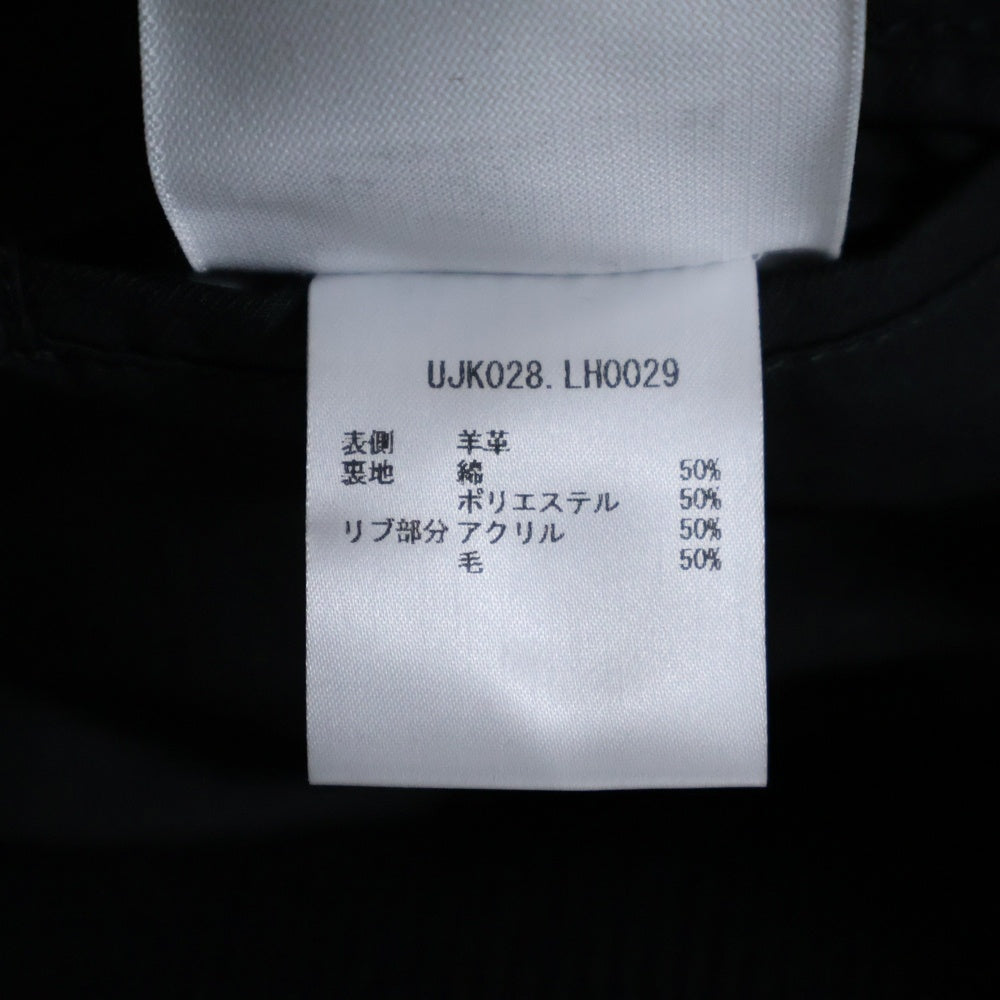 UJK028.LH0029
表側 羊革
裏地 綿 50%
ポリエステル 50%
リブ部分 アクリル 50%
毛 50%